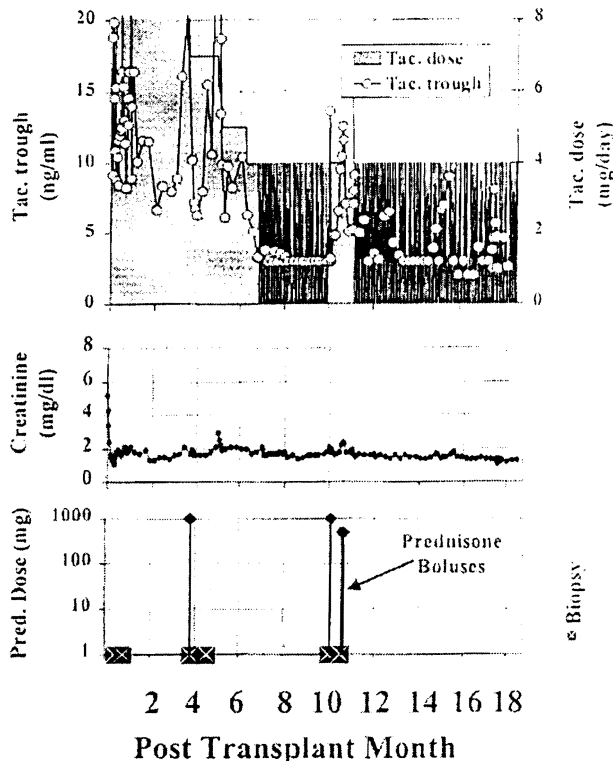 20
15
10
5
0
Tac. trough
(ng/ml)
Tac. dose
Tac. trough
8
6
4
2
0
Tac. dose
(mg/day)
8
6
4
2
0
Creatinine
(mg/dl)
1000
100
10
1
Pred. Dose (mg)
Prednisone
Boluses
Biopsy
2 4 6 8 10 12 14 16 18
Post Transplant Month